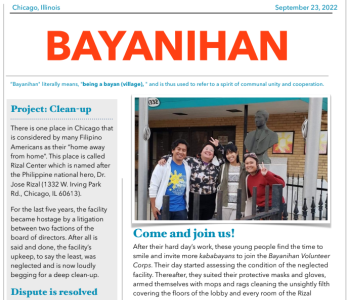 Chicago, Illinois
September 23, 2022
BAYANIHAN
"Bayanihan" literally means, "being a bayan (village), " and is thus used to refer to a spirit of communal unity and cooperation.
Project: Clean-up
There is one place in Chicago that
is considered by many Filipino
Americans as their "home away
from home". This place is called
Rizal Center which is named after
the Philippine national hero, Dr.
Jose Rizal (1332 W. Irving Park
Rd., Chicago, IL 60613).
For the last five years, the facility
became hostage by a litigation
between two factions of the
board of directors. After all is
said and done, the facility's
upkeep, to say the least, was
neglected and is now loudly
begging for a deep clean-up.
Dispute is resolved
1332
Come and join us!
After their hard day's work, these young people find the time to
smile and invite more kababayans to join the Bayanihan Volunteer
Corps. Their day started assessing the condition of the neglected
facility. Thereafter, they suited their protective masks and gloves,
armed themselves with mops and rags cleaning the unsightly filth
covering the floors of the lobby and every room of the Rizal